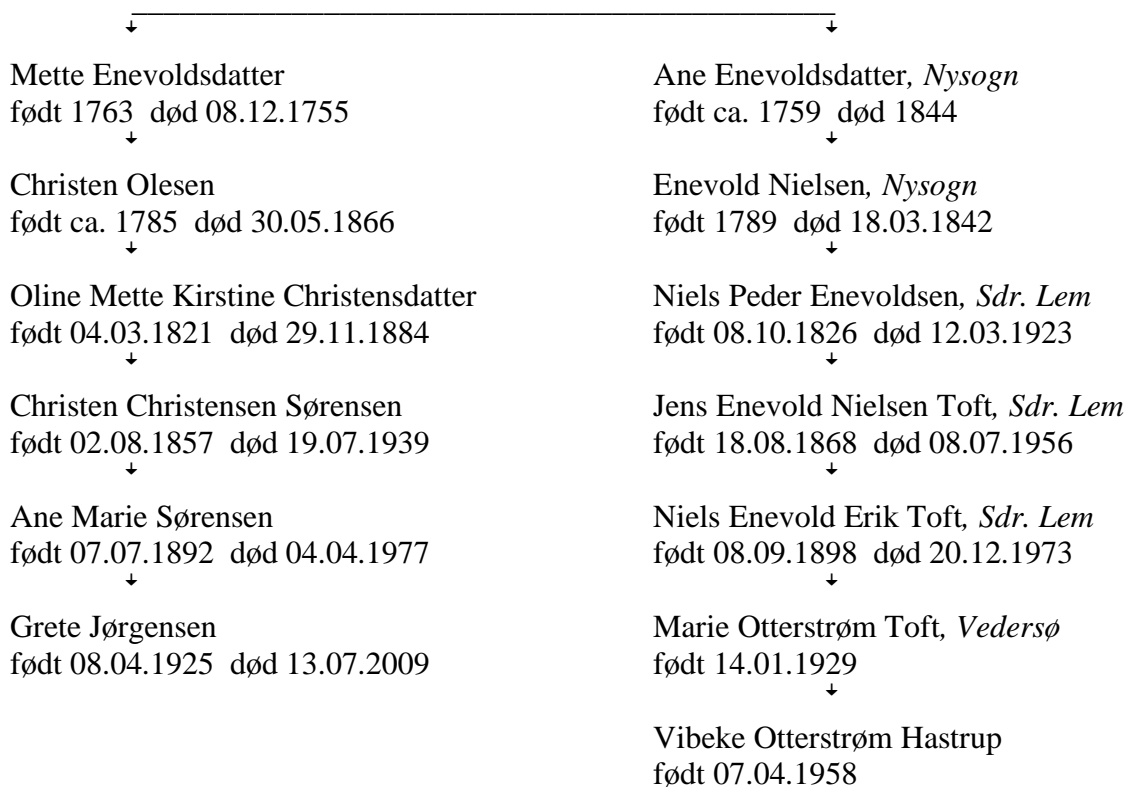 Mette Enevoldsdatter
født 1763 død 08.12.1755
Christen Olesen
født ca. 1785 død 30.05.1866
Oline Mette Kirstine Christensdatter
født 04.03.1821 død 29.11.1884
Christen Christensen Sørensen
født 02.08.1857 død 19.07.1939
Ane Marie Sørensen
født 07.07.1892 død 04.04.1977
Grete Jørgensen
født 08.04.1925 død 13.07.2009
Ane Enevoldsdatter, Nysogn
født ca. 1759 død 1844
Enevold Nielsen, Nysogn
født 1789 død 18.03.1842
Niels Peder Enevoldsen, Sdr. Lem
født 08.10.1826 død 12.03.1923
Jens Enevold Nielsen Toft, Sdr. Lem
født 18.08.1868 død 08.07.1956
Niels Enevold Erik Toft, Sdr. Lem
født 08.09.1898 død 20.12.1973
Marie Otterstrøm Toft, Vedersø
født 14.01.1929
Vibeke Otterstrøm Hastrup
født 07.04.1958